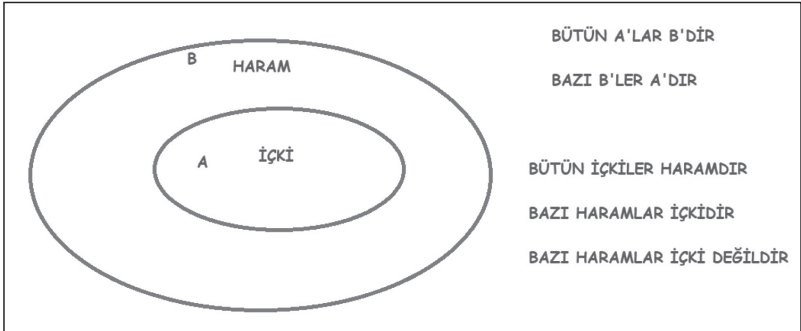 B
HARAM
A
İÇKİ
BÜTÜN A'LAR B'DİR
BAZI B'LER A'DIR
BÜTÜN İÇKİLER HARAMDIR
BAZI HARAMLAR İÇKİDİR
BAZI HARAMLAR İÇKİ DEĞİLDİR